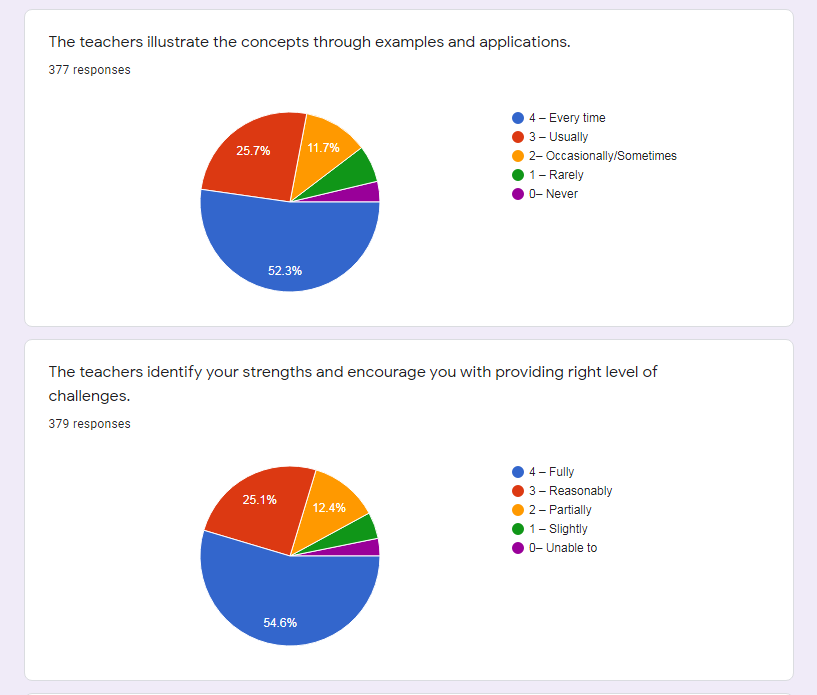 The teachers illustrate the concepts through examples and applications.
377 responses
25.7%
11.7%
52.3%
4 – Every time
3 – Usually
2– Occasionally/Sometimes
1 – Rarely
0– Never
The teachers identify your strengths and encourage you with providing right level of
challenges.
379 responses
25.1%
12.4%
54.6%
4 – Fully
3 – Reasonably
2 – Partially
1 – Slightly
0– Unable to